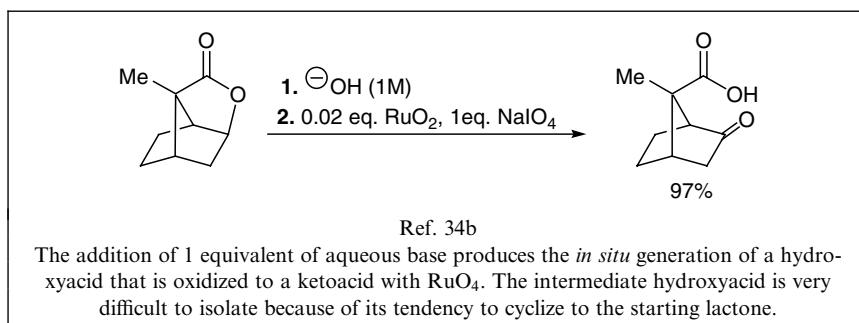 O
Me
O
1. ⊖OH (1M)
2. 0.02 eq. RuO2, 1eq. NaIO4
O
Me
OH
O
97%
Ref. 34b
The addition of 1 equivalent of aqueous base produces the in situ generation of a hydro-
xyacid that is oxidized to a ketoacid with RuO4. The intermediate hydroxyacid is very
difficult to isolate because of its tendency to cyclize to the starting lactone.